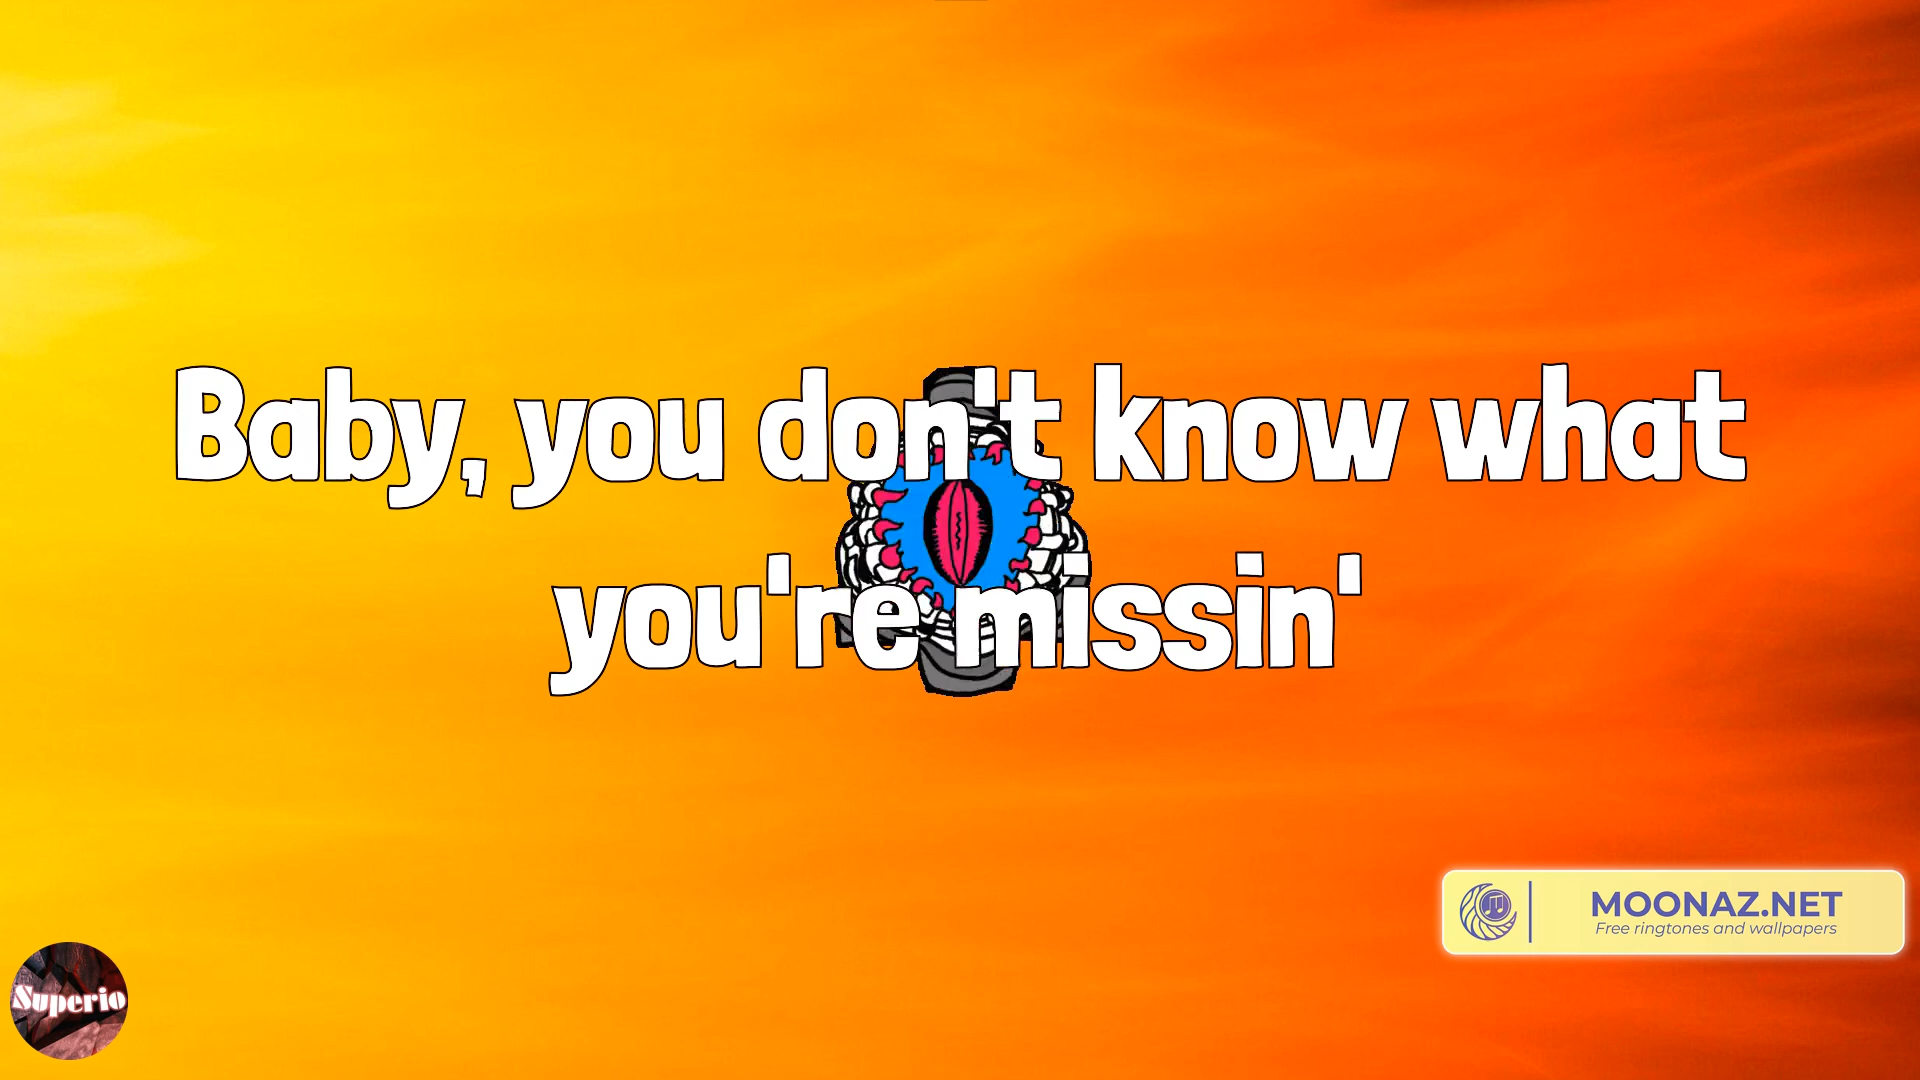 Baby, you don't know what
you're missin'
MOONAZ.NET
Free ringtones and wallpapers
Superio